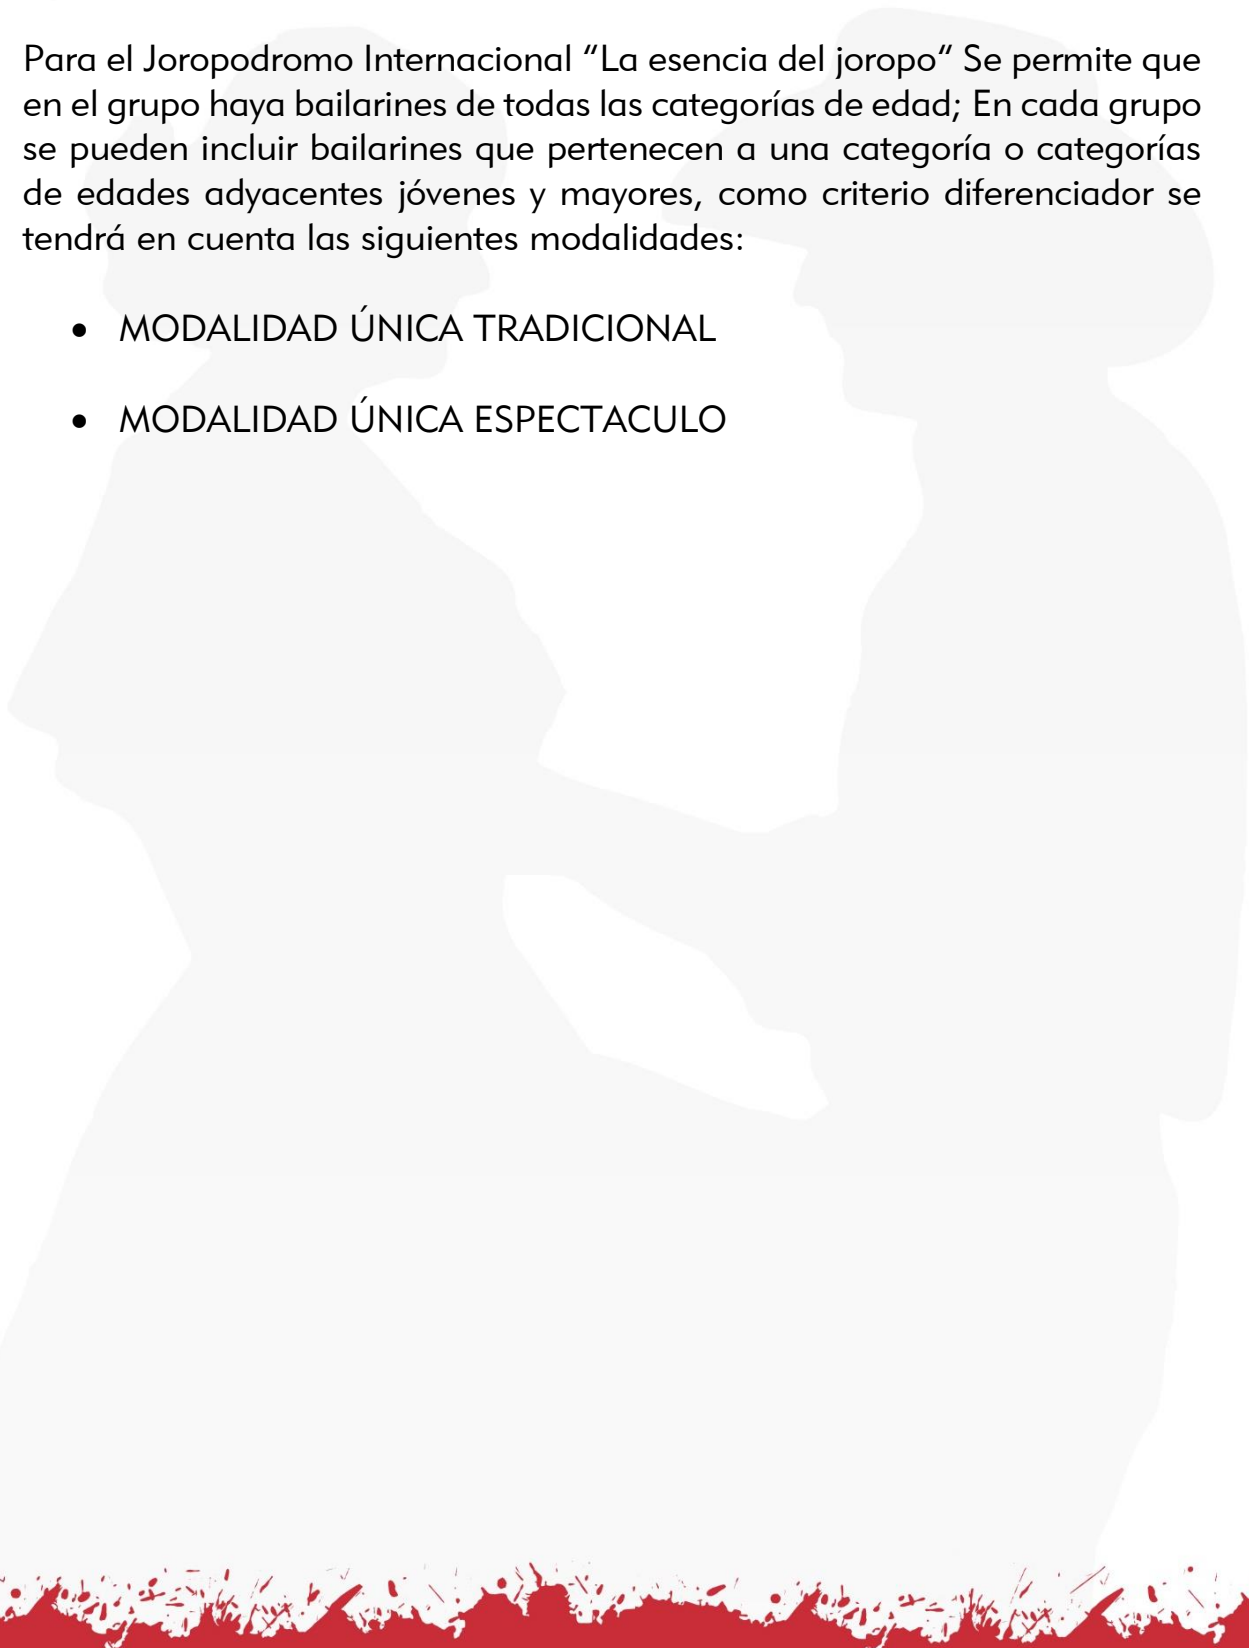 Para el Joropodromo Internacional “La esencia del joropo” Se permite que
en el grupo haya bailarines de todas las categorías de edad; En cada grupo
se pueden incluir bailarines que pertenecen a una categoría o categorías
de edades adyacentes jóvenes y mayores, como criterio diferenciador se
tendrá en cuenta las siguientes modalidades:
• MODALIDAD ÚNICA TRADICIONAL
• MODALIDAD ÚNICA ESPECTACULO